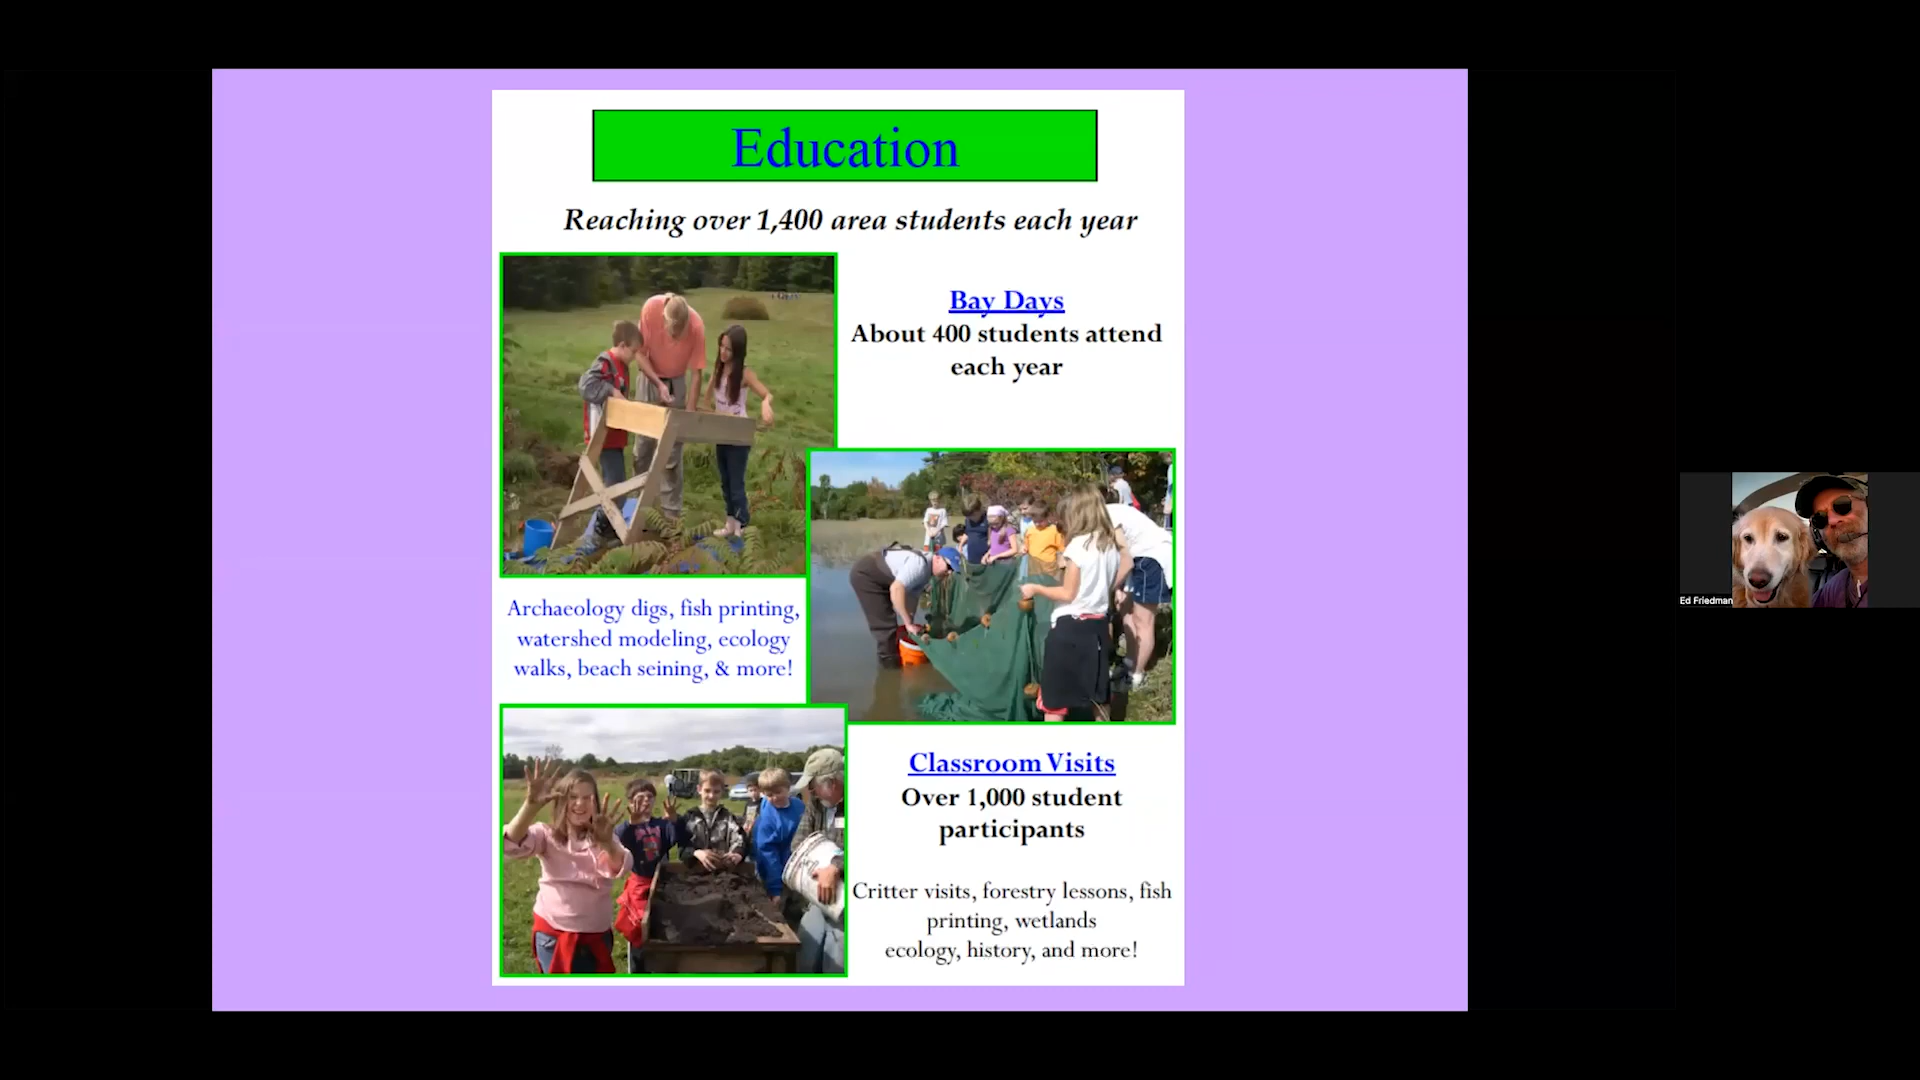 Education
Reaching over 1,400 area students each year
Bay Days
About 400 students attend
each year
Archaeology digs, fish printing,
watershed modeling, ecology
walks, beach seining, & more!
Classroom Visits
Over 1,000 student
participants
Critter visits, forestry lessons, fish
printing, wetlands
ecology, history, and more!
Ed Friedman